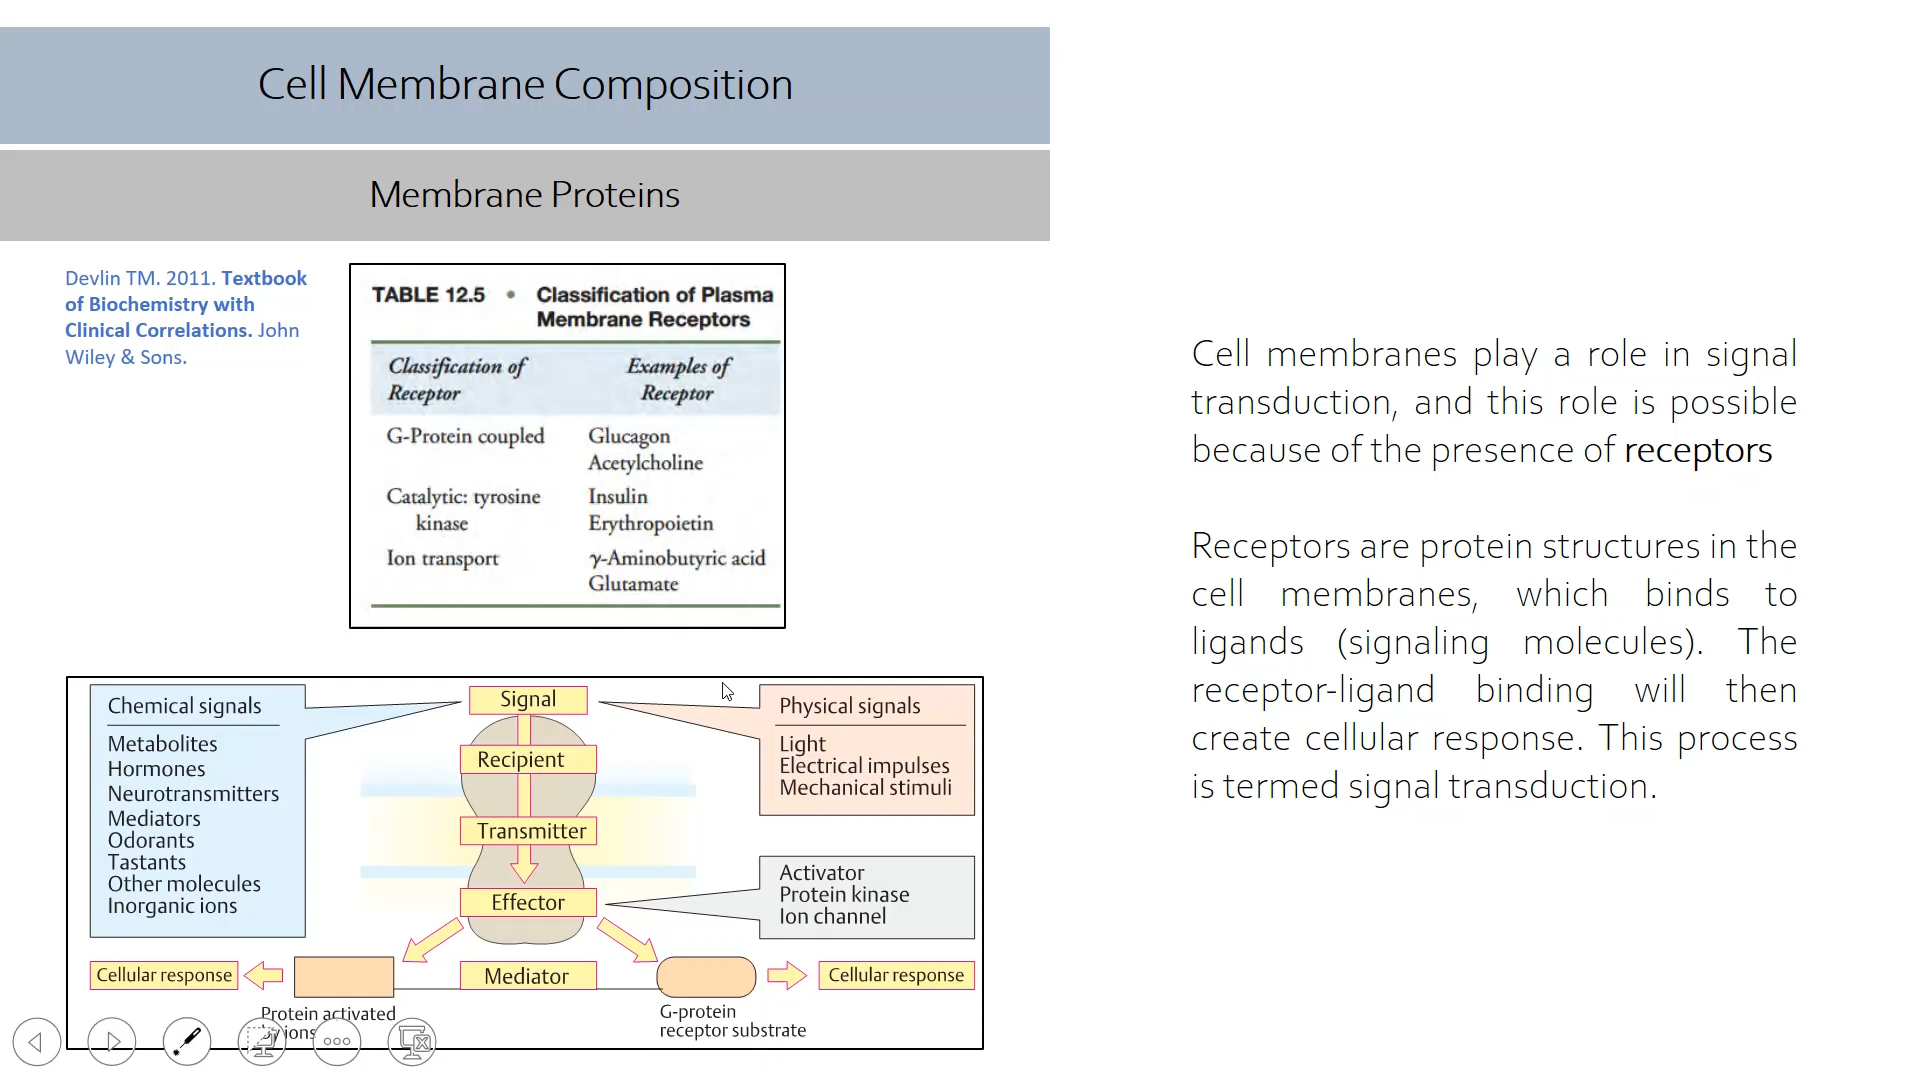 Cell Membrane Composition
Membrane Proteins
Devlin TM. 2011. Textbook
of Biochemistry with
Clinical Correlations. John
Wiley & Sons.
TABLE 12.5 • Classification of Plasma
Membrane Receptors
Classification of
Receptor
Examples of
Receptor
G-Protein coupled
Glucagon
Acetylcholine
Catalytic: tyrosine
kinase
Insulin
Erythropoietin
Ion transport
γ-Aminobutyric acid
Glutamate
Chemical signals
Metabolites
Hormones
Neurotransmitters
Mediators
Odorants
Tastants
Other molecules
Inorganic ions
Signal
Recipient
Transmitter
Effector
Mediator
Physical signals
Light
Electrical impulses
Mechanical stimuli
Activator
Protein kinase
Ion channel
Cellular response
Protein activated
by ions
G-protein
receptor substrate
Cellular response
Cell membranes play a role in signal
transduction, and this role is possible
because of the presence of receptors
Receptors are protein structures in the
cell membranes, which binds to
ligands (signaling molecules). The
receptor-ligand binding will then
create cellular response. This process
is termed signal transduction.